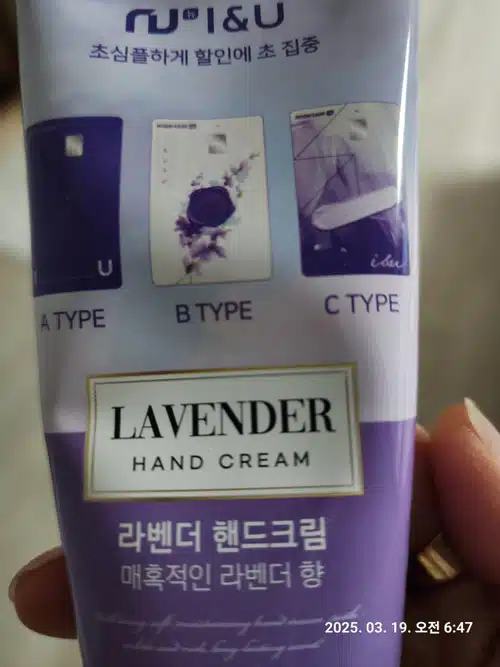 I&U
초심플하게 할인에 초 집중
U
i&u
A TYPE
B TYPE
C TYPE
LAVENDER
HAND CREAM
라벤더 핸드크림
매혹적인 라벤더 향
2025. 03. 19. 오전 6:47